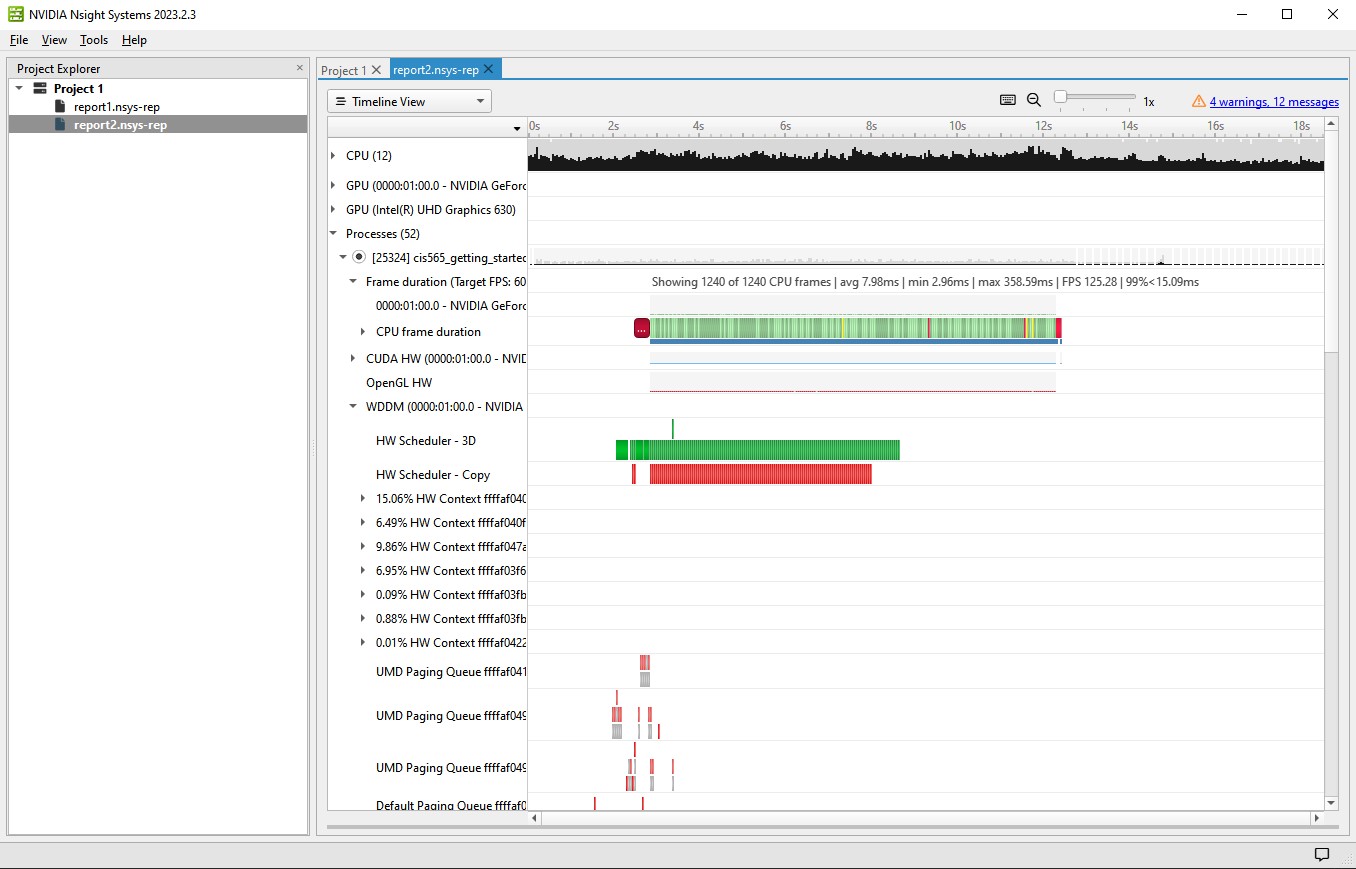 NVIDIA Nsight Systems 2023.2.3
File View Tools Help
Project Explorer
Project 1
report1.nsys-rep
report2.nsys-rep
Project 1 report2.nsys-rep
Timeline View
1x
4 warnings, 12 messages
0s 2s 4s 6s 8s 10s 12s 14s 16s 18s
CPU (12)
GPU (0000:01:00.0 - NVIDIA GeForc
GPU (Intel(R) UHD Graphics 630)
Processes (52)
[25324] cis565_getting_started
Frame duration (Target FPS: 60
Showing 1240 of 1240 CPU frames | avg 7.98ms | min 2.96ms | max 358.59ms | FPS 125.28 | 99%<15.09ms
0000:01:00.0 - NVIDIA GeForc
CPU frame duration
...
CUDA HW (0000:01:00.0 - NVID
OpenGL HW
WDDM (0000:01:00.0 - NVIDIA
HW Scheduler - 3D
HW Scheduler - Copy
15.06% HW Context ffffaf040
6.49% HW Context ffffaf040f
9.86% HW Context ffffaf047a
6.95% HW Context ffffaf03f6
0.09% HW Context ffffaf03fb
0.88% HW Context ffffaf03fb
0.01% HW Context ffffaf0422
UMD Paging Queue ffffaf041
UMD Paging Queue ffffaf049
UMD Paging Queue ffffaf049
Default Paging Queue ffffaf0